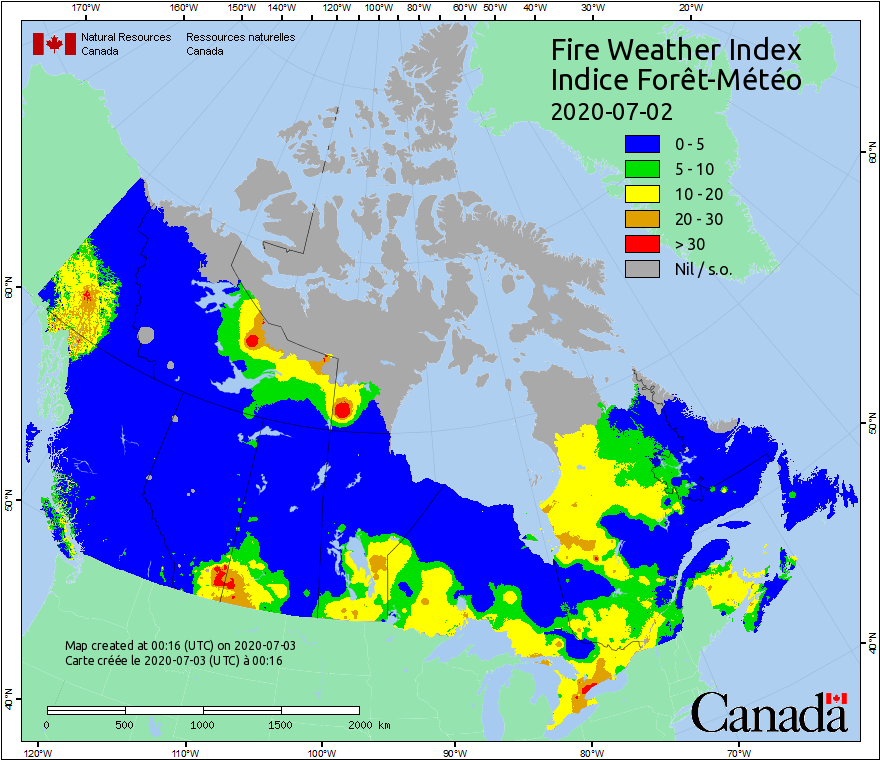 170°W 160°W 150°W 140°W 130°W 120°W 110°W 100°W 90°W 80°W 70°W 60°W 50°W 40°W 30°W 20°W
Natural Resources Ressources naturelles
Canada Canada
Fire Weather Index
Indice Forêt-Météo
2020-07-02
0 - 5
5 - 10
10 - 20
20 - 30
> 30
Nil / s.o.
60°N
60°N
50°N
50°N
40°N
40°N
Map created at 00:16 (UTC) on 2020-07-03
Carte créée le 2020-07-03 (UTC) à 00:16
0 500 1000 1500 2000 km
Canada
120°W 110°W 100°W 90°W 80°W 70°W